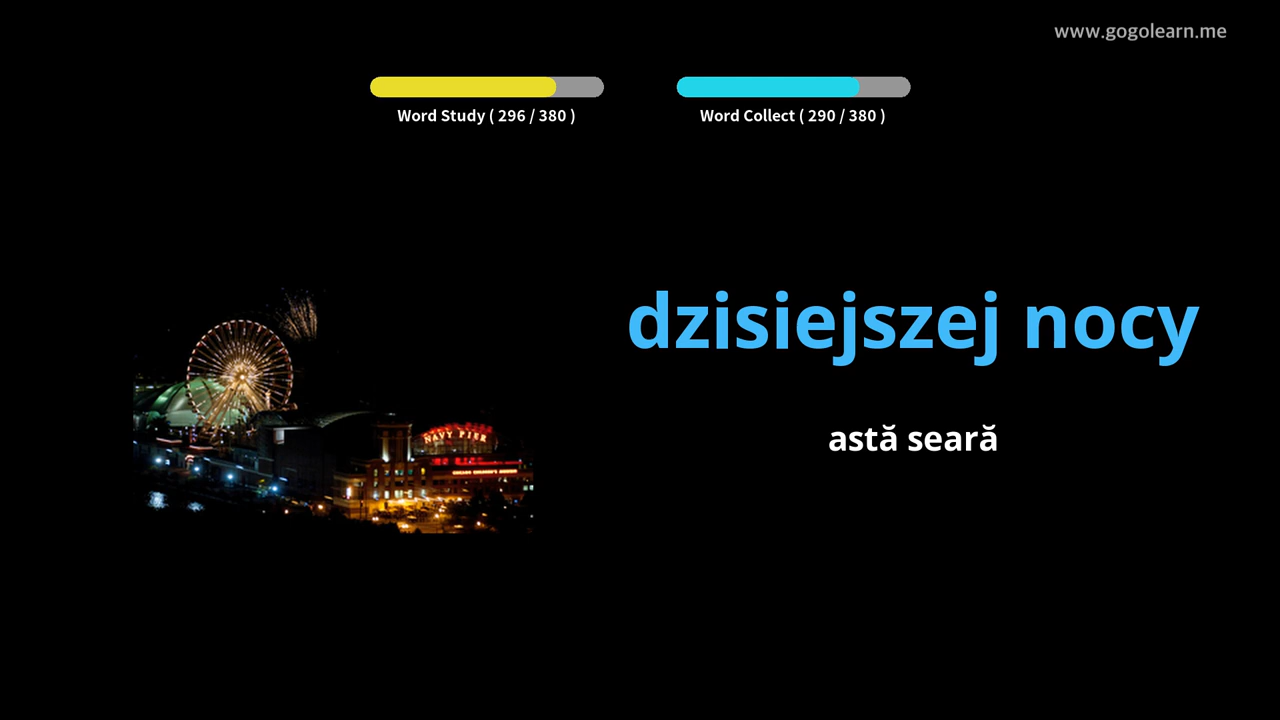 www.gogolearn.me
Word Study ( 296 / 380 )
Word Collect ( 290 / 380 )
dzisiejszej nocy
astă seară
NAVY PIER